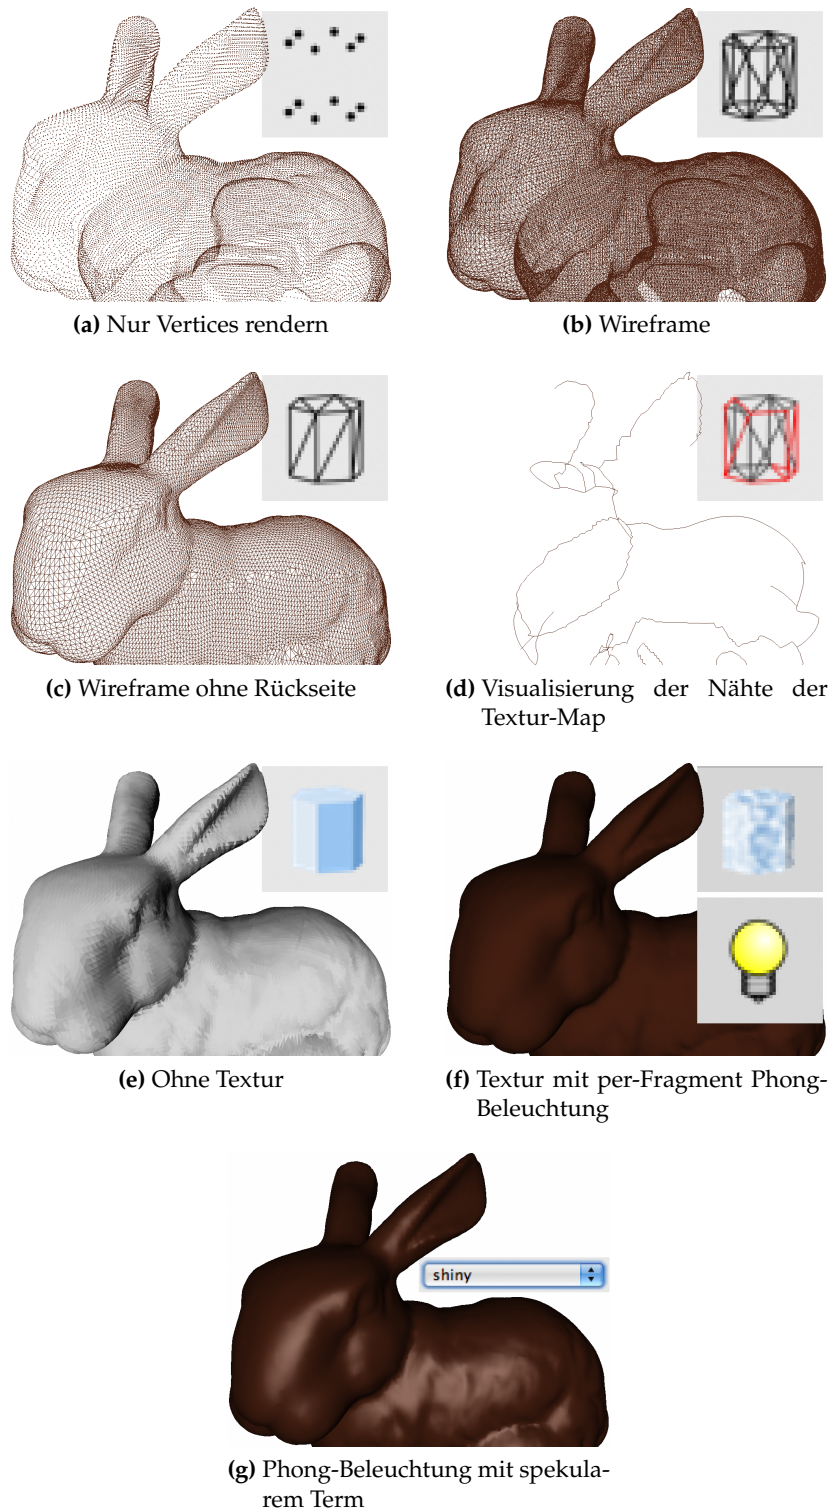 (a) Nur Vertices rendern
(b) Wireframe
(c) Wireframe ohne Rückseite
(d) Visualisierung der Nähte der
Textur-Map
(e) Ohne Textur
(f) Textur mit per-Fragment Phong-
Beleuchtung
shiny
(g) Phong-Beleuchtung mit spekula-
rem Term